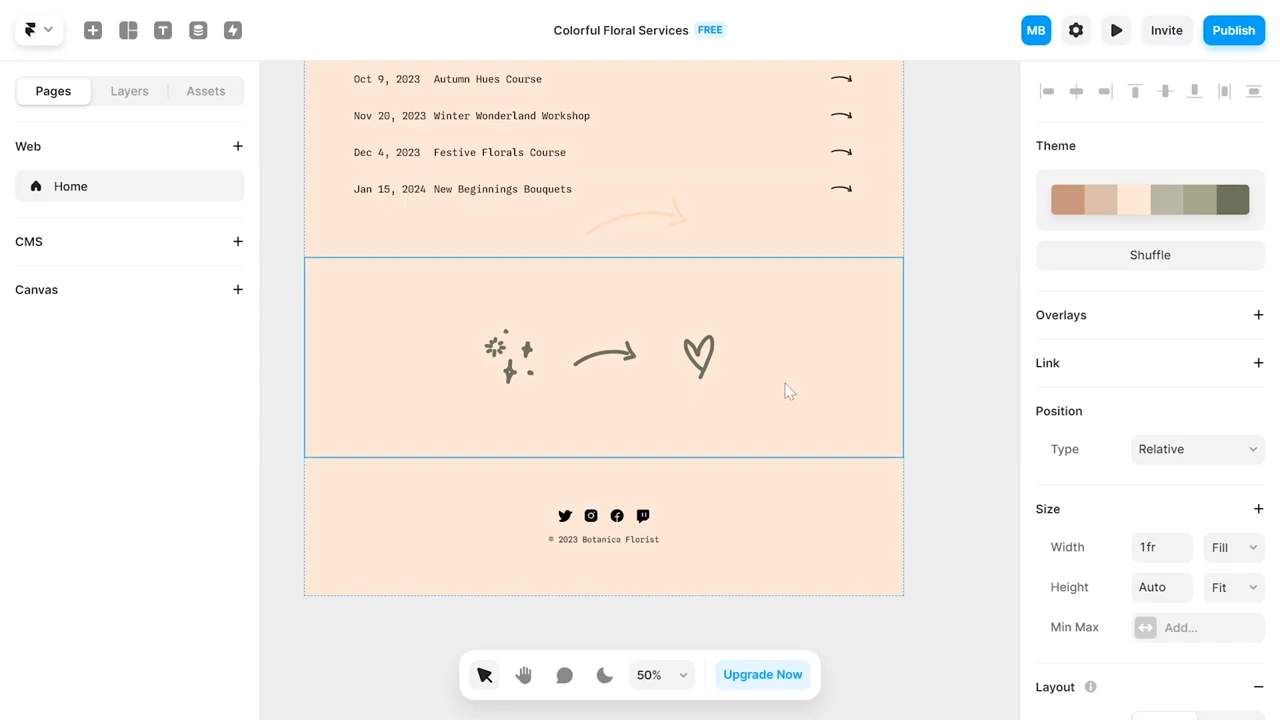 Colorful Floral Services FREE
MB
Invite
Publish
Pages
Layers
Assets
Web
Home
CMS
Canvas
Oct 9, 2023 Autumn Hues Course
Nov 20, 2023 Winter Wonderland Workshop
Dec 4, 2023 Festive Florals Course
Jan 15, 2024 New Beginnings Bouquets
© 2023 Botanica Florist
50%
Upgrade Now
Theme
Shuffle
Overlays
Link
Position
Type Relative
Size
Width 1fr Fill
Height Auto Fit
Min Max Add...
Layout